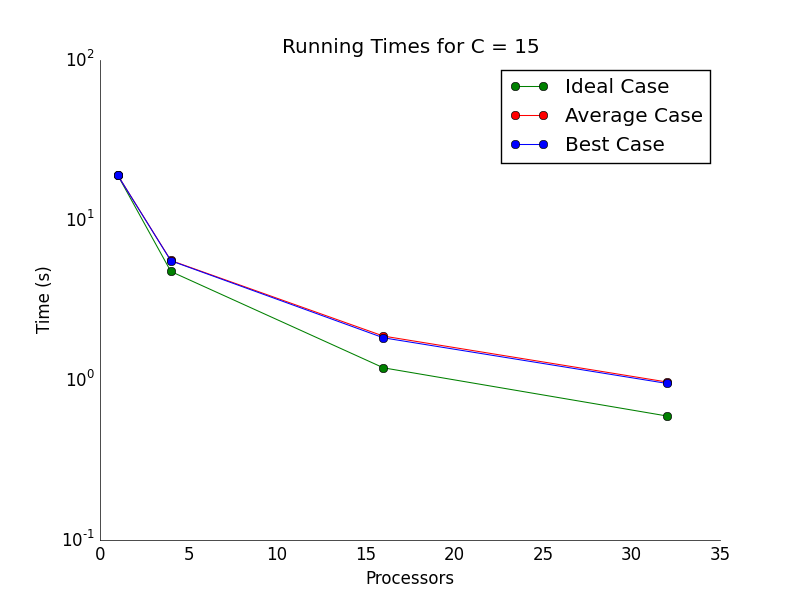 Running Times for C = 15
Ideal Case
Average Case
Best Case
Time (s)
10^2
10^1
10^0
10^-1
0 5 10 15 20 25 30 35
Processors